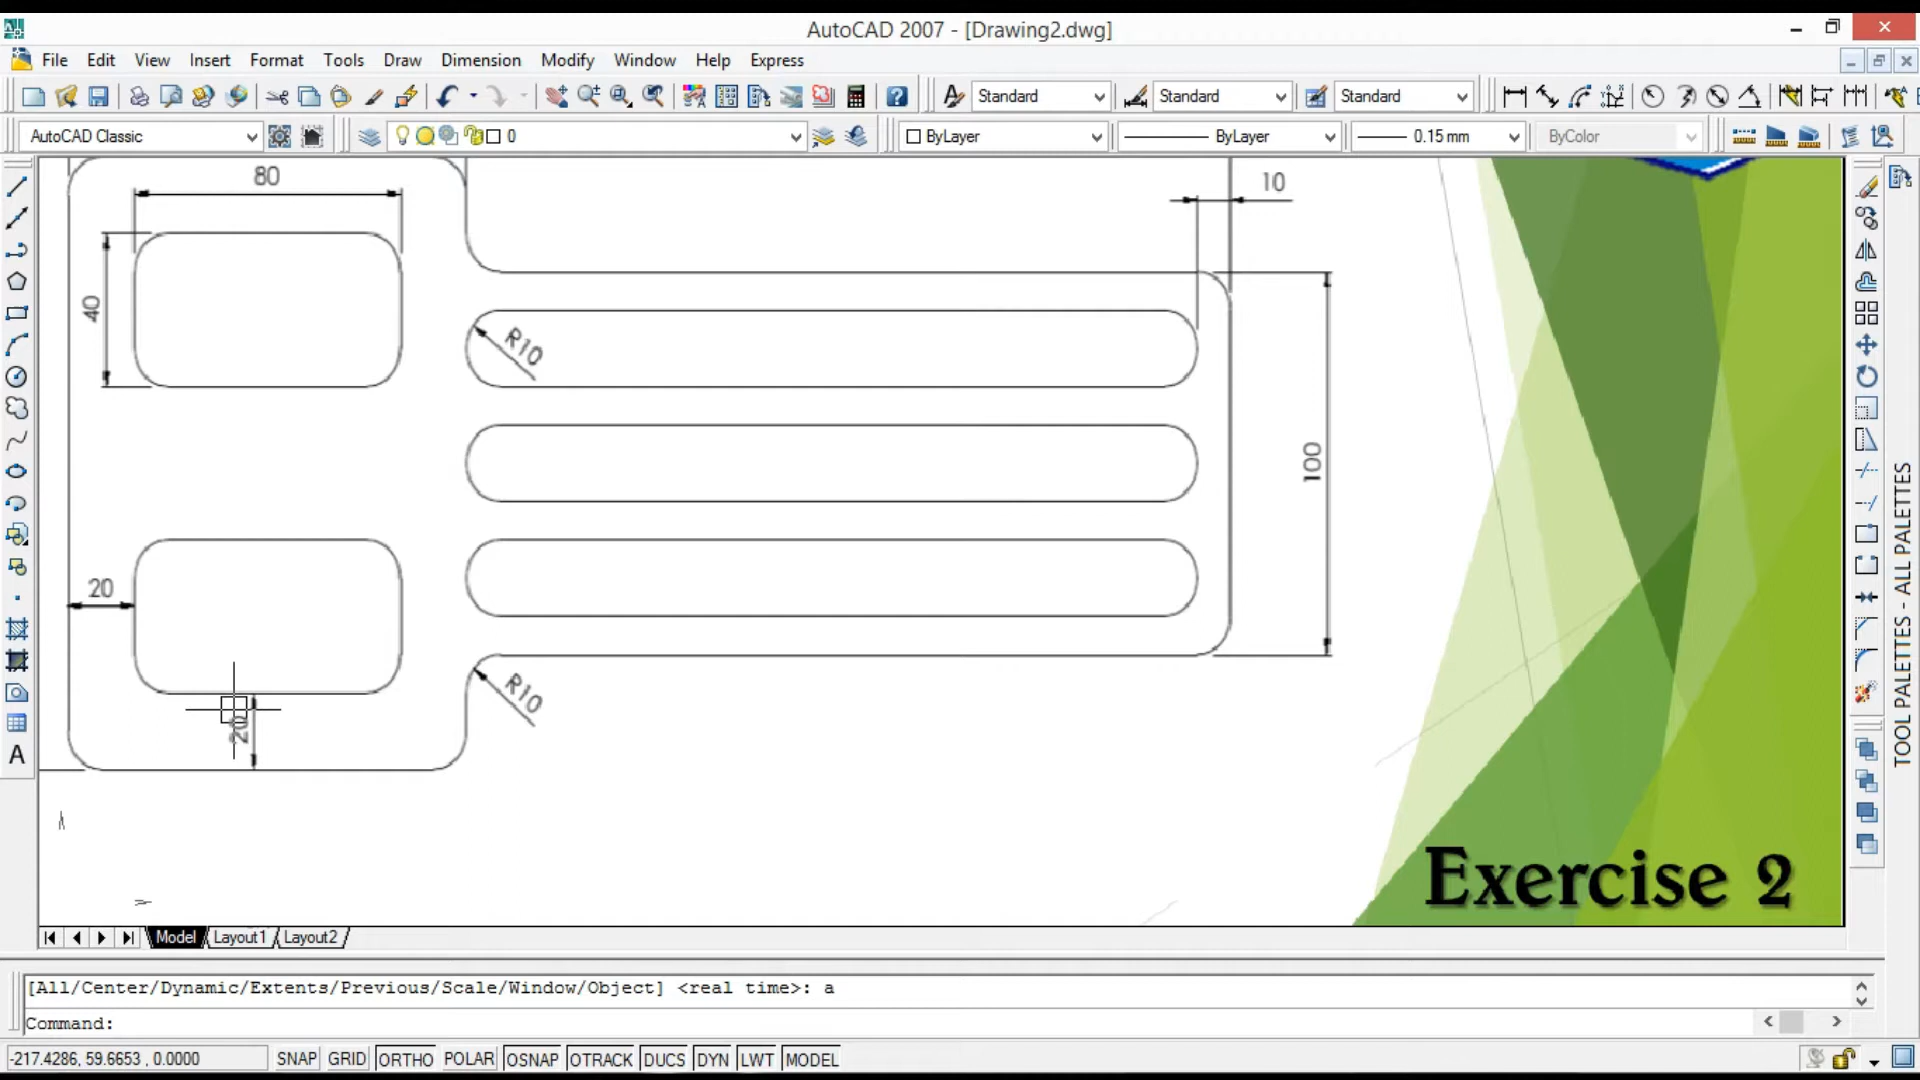 AutoCAD 2007 - [Drawing2.dwg]
File Edit View Insert Format Tools Draw Dimension Modify Window Help Express
Standard Standard Standard
AutoCAD Classic 0 ByLayer ByLayer 0.15 mm ByColor
80
10
40
R10
100
20
R10
20
Exercise 2
A
TOOL PALETTES - ALL PALETTES
Model Layout1 Layout2
[All/Center/Dynamic/Extents/Previous/Scale/Window/Object] <real time>: a
Command:
-217.4286, 59.6653 , 0.0000 SNAP GRID ORTHO POLAR OSNAP OTRACK DUCS DYN LWT MODEL